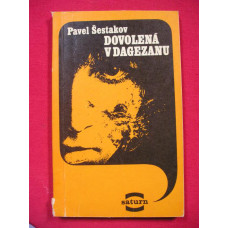 Pavel Šestakov
DOVOLENÁ
V DAGEZANU
saturn